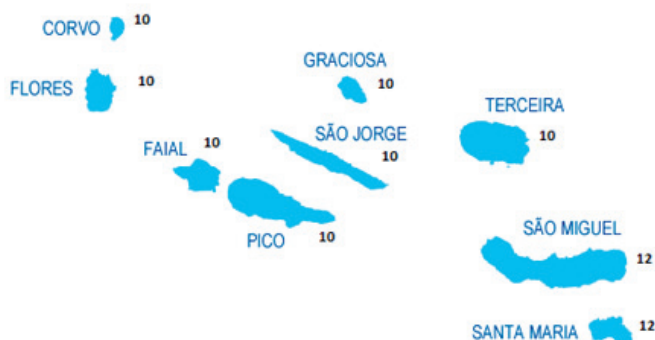 CORVO 10
FLORES 10
GRACIOSA
10
TERCEIRA
10
SÃO JORGE
10
FAIAL 10
PICO 10
SÃO MIGUEL
12
SANTA MARIA 12